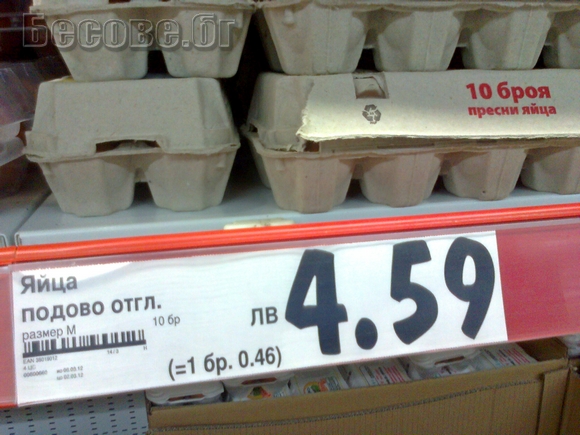 бесове.бг
10 броя
пресни яйца
Яйца
подово отгл.
размер М
10 бр
лв 4.59
(=1 бр. 0.46)